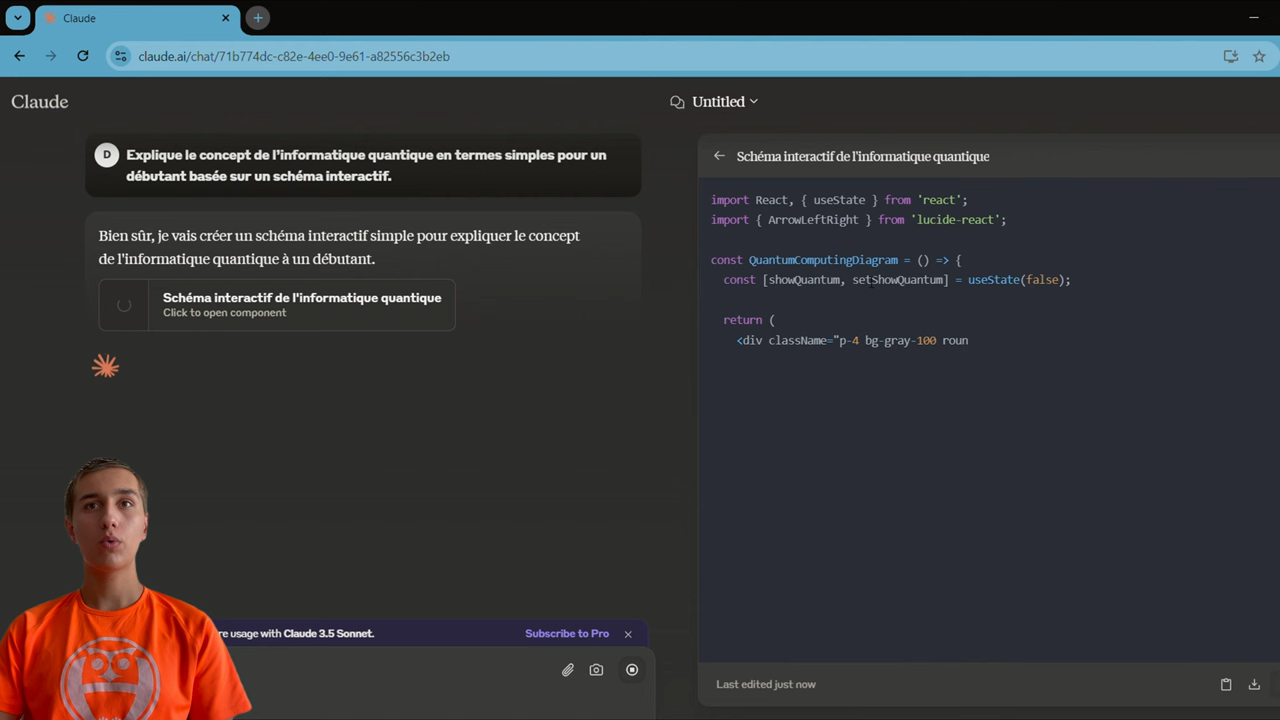 Claude
claude.ai/chat/71b774dc-c82e-4ee0-9e61-a82556c3b2eb
Claude
Untitled
D
Explique le concept de l'informatique quantique en termes simples pour un
débutant basée sur un schéma interactif.
Bien sûr, je vais créer un schéma interactif simple pour expliquer le concept
de l'informatique quantique à un débutant.
Schéma interactif de l'informatique quantique
Click to open component
Schéma interactif de l'informatique quantique
import React, { useState } from 'react';
import { ArrowLeftRight } from 'lucide-react';
const QuantumComputingDiagram = () => {
const [showQuantum, setShowQuantum] = useState(false);
return (
<div className="p-4 bg-gray-100 roun
usage with Claude 3.5 Sonnet.
Subscribe to Pro
Last edited just now